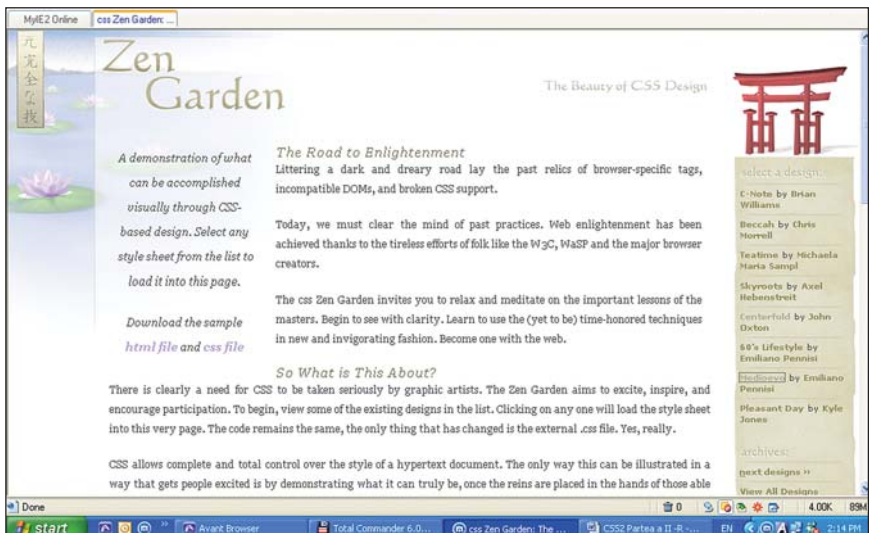 MyIE2 Online
css Zen Garden: ...
元
完
全
な
技
Zen
Garden
The Beauty of CSS Design
A demonstration of what
can be accomplished
visually through CSS-
based design. Select any
style sheet from the list to
load it into this page.
Download the sample
html file and css file
The Road to Enlightenment
Littering a dark and dreary road lay the past relics of browser-specific tags,
incompatible DOMs, and broken CSS support.
Today, we must clear the mind of past practices. Web enlightenment has been
achieved thanks to the tireless efforts of folk like the W3C, WaSP and the major browser
creators.
The css Zen Garden invites you to relax and meditate on the important lessons of the
masters. Begin to see with clarity. Learn to use the (yet to be) time-honored techniques
in new and invigorating fashion. Become one with the web.
So What is This About?
There is clearly a need for CSS to be taken seriously by graphic artists. The Zen Garden aims to excite, inspire, and
encourage participation. To begin, view some of the existing designs in the list. Clicking on any one will load the style sheet
into this very page. The code remains the same, the only thing that has changed is the external .css file. Yes, really.
CSS allows complete and total control over the style of a hypertext document. The only way this can be illustrated in a
way that gets people excited is by demonstrating what it can truly be, once the reins are placed in the hands of those able
select a design:
C-Note by Brian
Williams
Beccah by Chris
Morrell
Teatime by Michaela
Maria Sampl
Skyroots by Axel
Hebenstreit
Centerfold by John
Oxton
60's Lifestyle by
Emiliano Pennisi
Medioevo by Emiliano
Pennisi
Pleasant Day by Kyle
Jones
archives:
next designs »
View All Designs
Done
0
4.00K
89M
start
Avant Browser
Total Commander 6.0...
css Zen Garden: The ...
CSS2 Partea a II -R -...
EN
2:14 PM